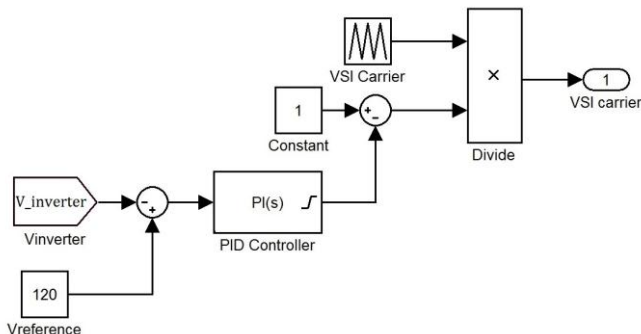 VSI Carrier
×
Divide
1
VSI carrier
1
Constant
+
−
V_inverter
Vinverter
−
+
PI(s)
PID Controller
120
Vreference